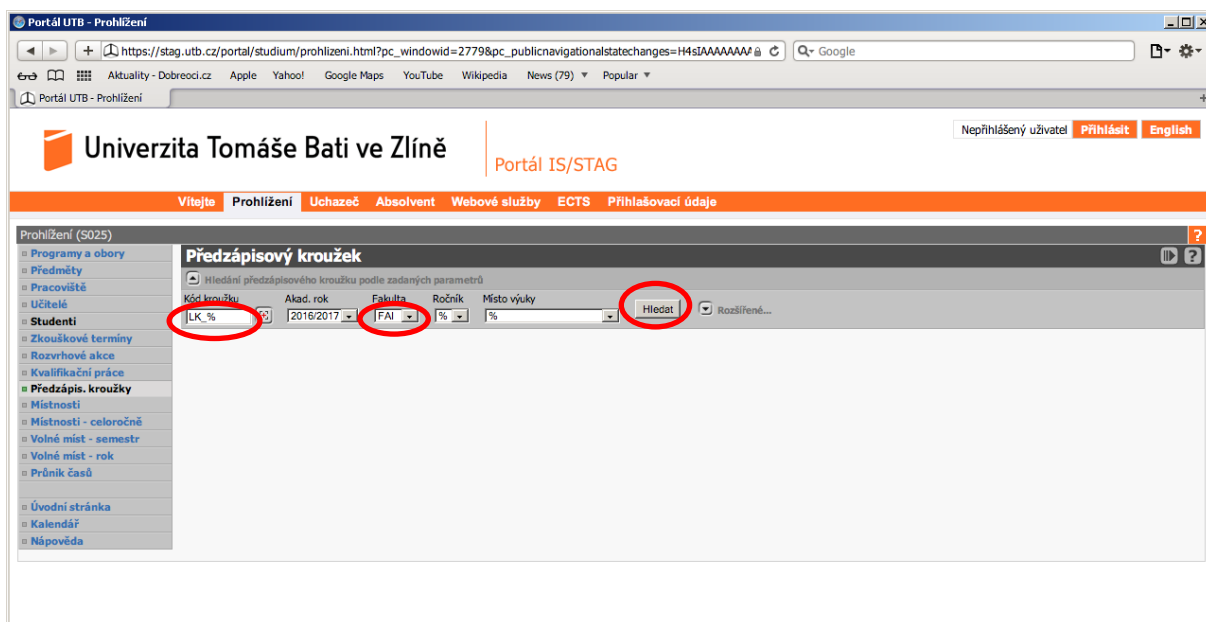 Portál UTB - Prohlížení
https://stag.utb.cz/portal/studium/prohlizeni.html?pc_windowid=2779&pc_publicnavigationalstatechanges=H4sIAAAAAAAA
Google
Aktuality - Dobreoci.cz Apple Yahoo! Google Maps YouTube Wikipedia News (79) ▼ Popular ▼
Portál UTB - Prohlížení
Nepřihlášený uživatel Přihlásit English
Univerzita Tomáše Bati ve Zlíně
Portál IS/STAG
Vítejte Prohlížení Uchazeč Absolvent Webové služby ECTS Přihlašovací údaje
Prohlížení (S025) ?
Programy a obory
Předměty
Pracoviště
Učitelé
Studenti
Zkouškové termíny
Rozvrhové akce
Kvalifikační práce
Předzápis. kroužky
Místnosti
Místnosti - celoročně
Volné míst - semestr
Volné míst - rok
Průnik časů
Úvodní stránka
Kalendář
Nápověda
Předzápisový kroužek ?
Hledání předzápisového kroužku podle zadaných parametrů
Kód kroužku Akad. rok Fakulta Ročník Místo výuky
LK_% 2016/2017 FAI % % Hledat Rozšířené...